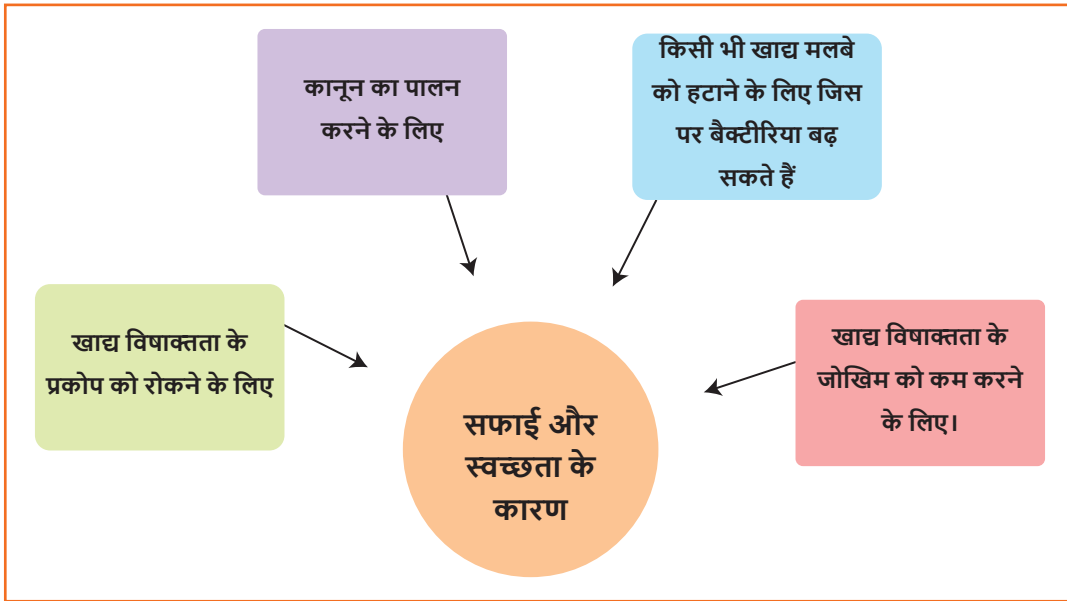 कानून का पालन
करने के लिए
किसी भी खाद्य मलबे
को हटाने के लिए जिस
पर बैक्टीरिया बढ़
सकते हैं
खाद्य विषाक्तता के
प्रकोप को रोकने के लिए
खाद्य विषाक्तता के
जोखिम को कम करने
के लिए।
सफाई और
स्वच्छता के
कारण